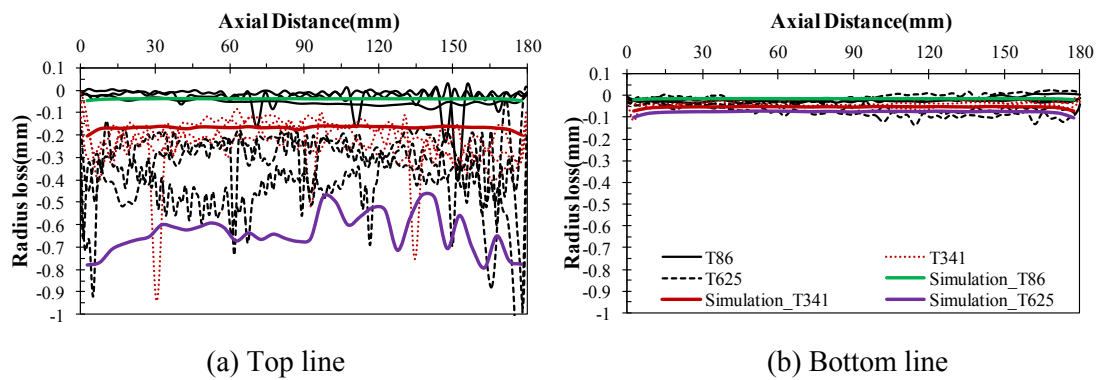 Axial Distance(mm)
0 30 60 90 120 150 180
0.1
0
-0.1
-0.2
-0.3
-0.4
-0.5
-0.6
-0.7
-0.8
-0.9
-1
Radius loss(mm)
(a) Top line
Axial Distance(mm)
0 30 60 90 120 150 180
0.1
0
-0.1
-0.2
-0.3
-0.4
-0.5
-0.6
-0.7
-0.8
-0.9
-1
Radius loss(mm)
T86 T341
T625 Simulation_T86
Simulation_T341 Simulation_T625
(b) Bottom line